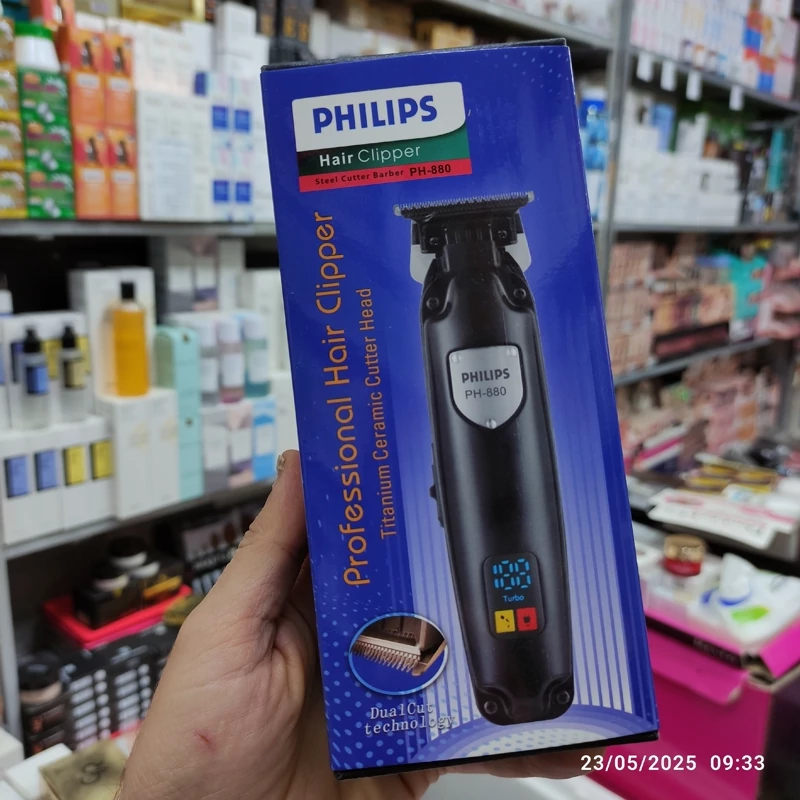 PHILIPS
Hair Clipper
Steel Cutter Barber PH-880
Professional Hair Clipper
Titanium Ceramic Cutter Head
PHILIPS
PH-880
188
Turbo
DualCut
technology
23/05/2025 09:33